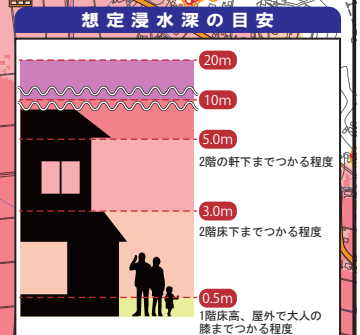 想定浸水深の目安
20m
10m
5.0m
2階の軒下までつかる程度
3.0m
2階床下までつかる程度
0.5m
1階床高、屋外で大人の
膝までつかる程度